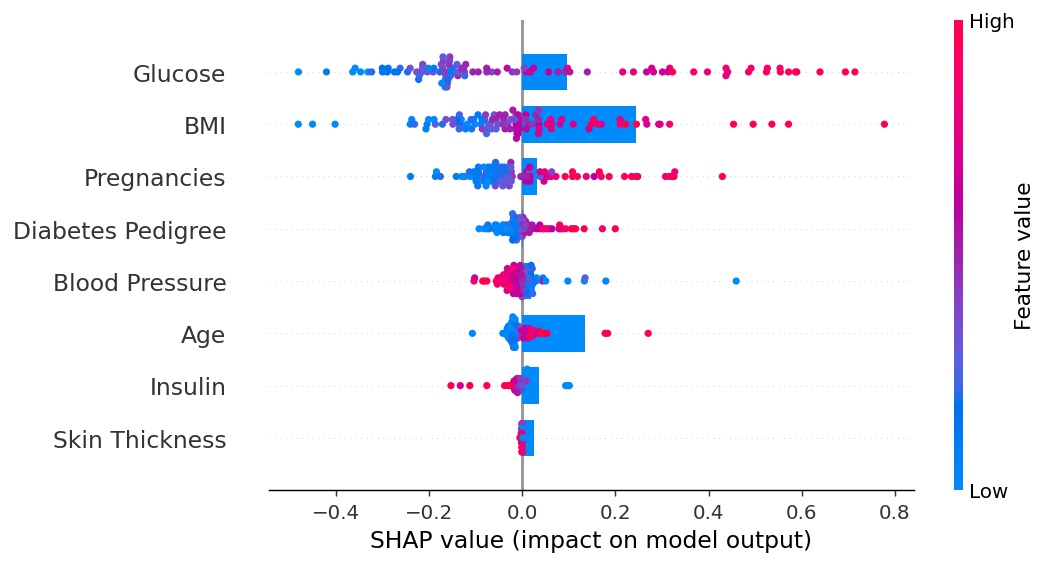 High
Glucose
BMI
Pregnancies
Diabetes Pedigree
Blood Pressure
Age
Insulin
Skin Thickness
Feature value
Low
−0.4 −0.2 0.0 0.2 0.4 0.6 0.8
SHAP value (impact on model output)